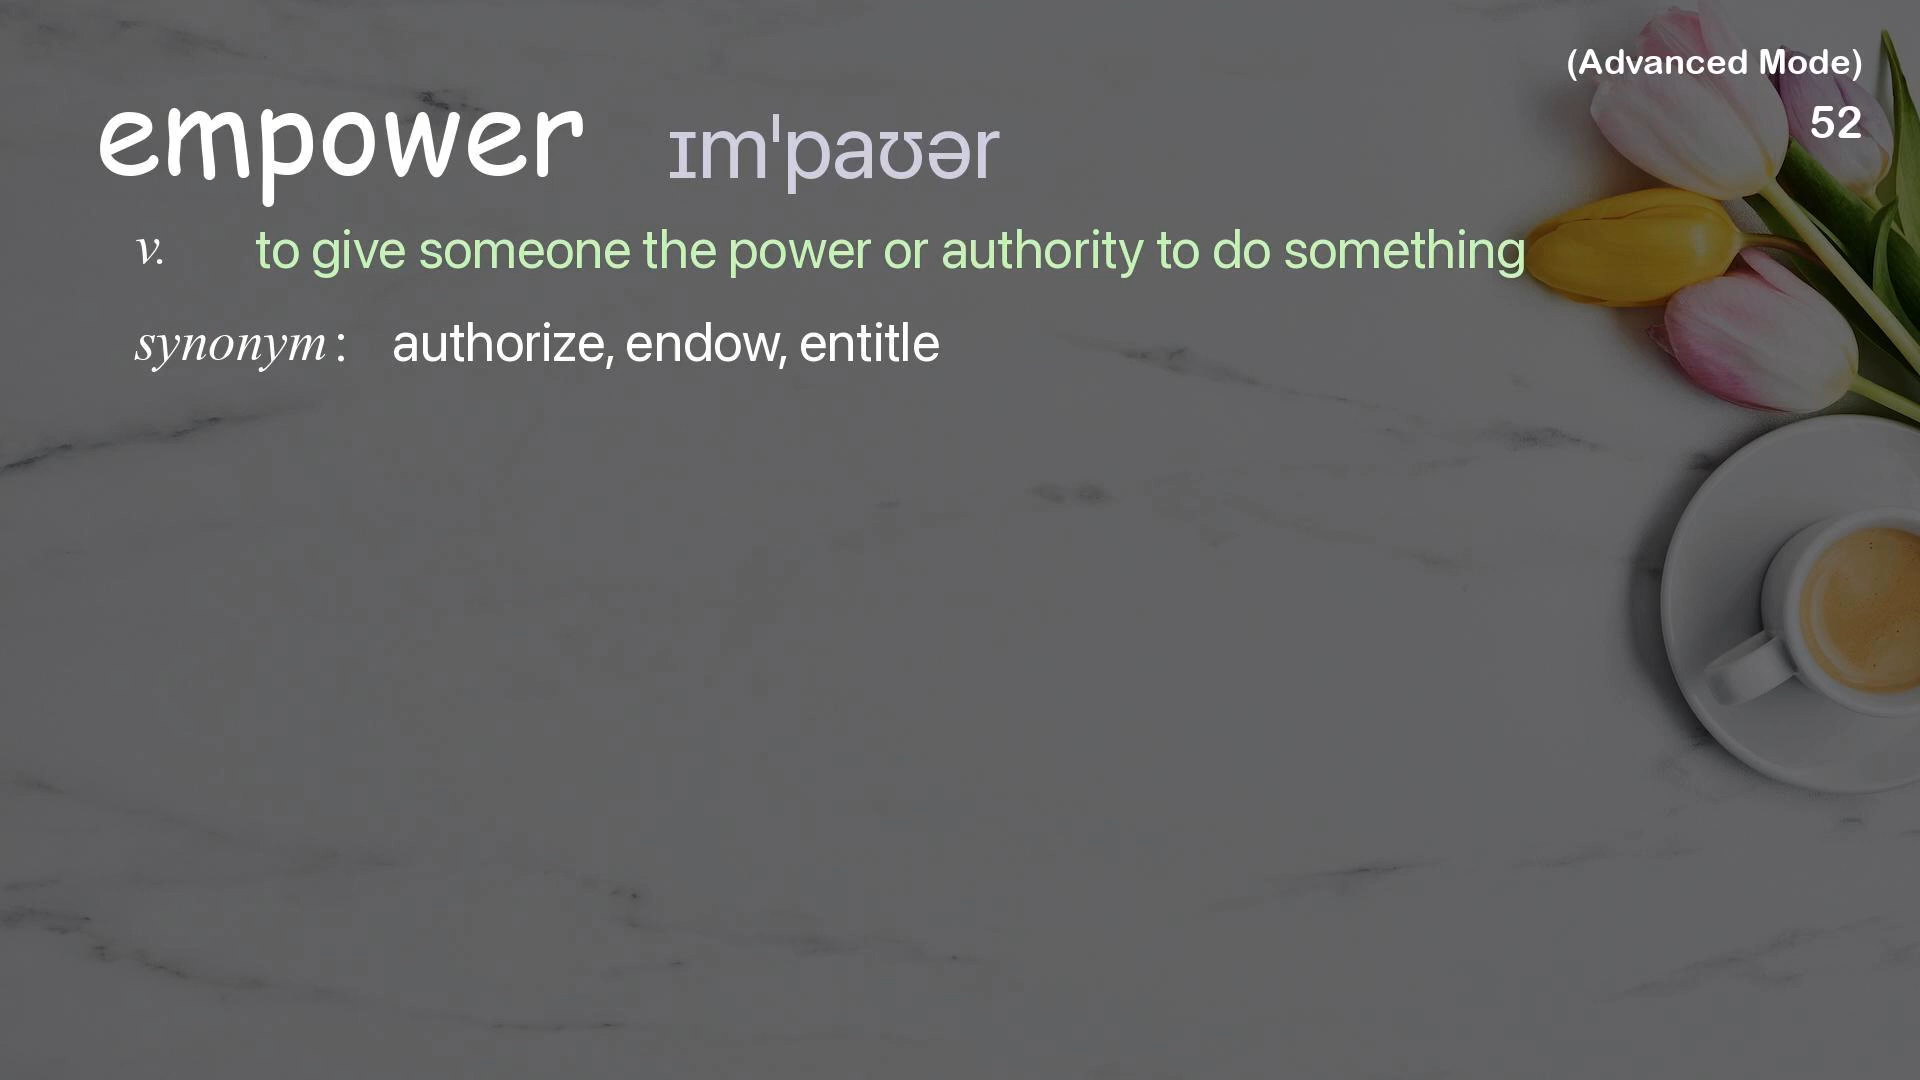 (Advanced Mode)
52
empower ɪmˈpaʊər
v. to give someone the power or authority to do something
synonym : authorize, endow, entitle